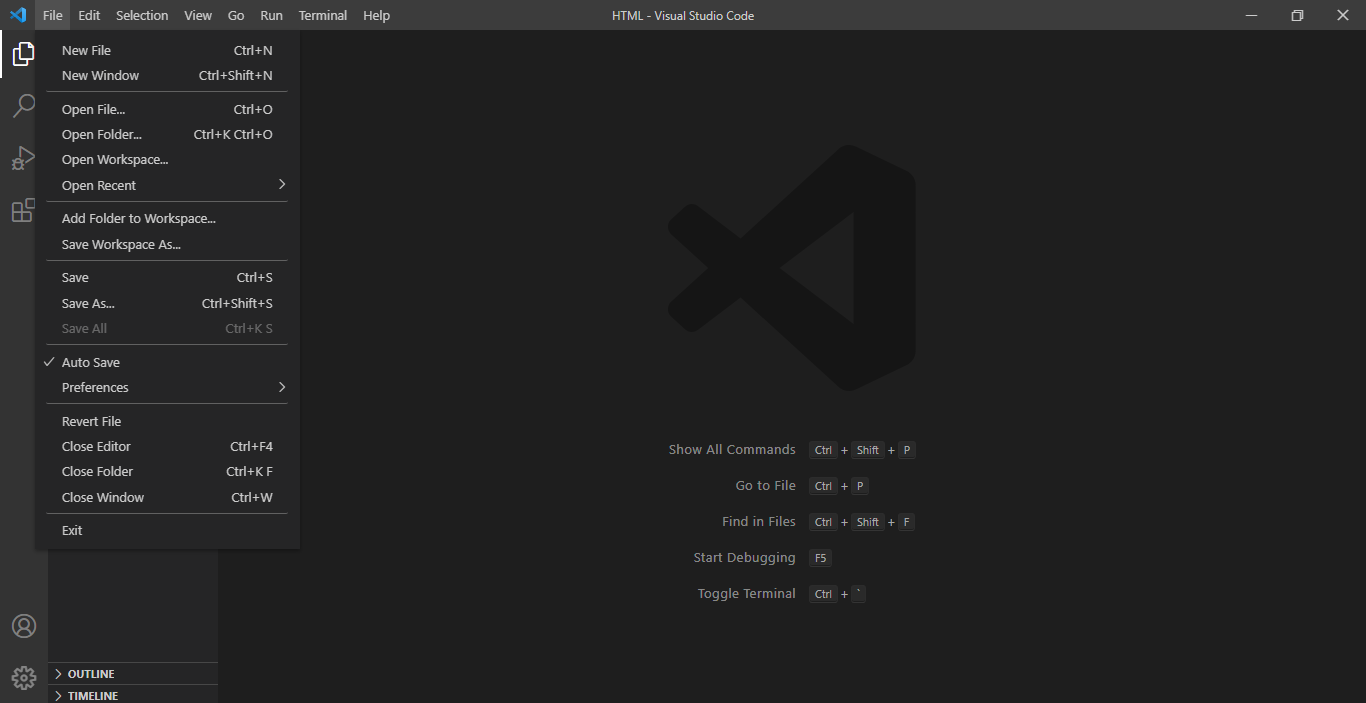 File Edit Selection View Go Run Terminal Help HTML - Visual Studio Code
New File Ctrl+N
New Window Ctrl+Shift+N
Open File... Ctrl+O
Open Folder... Ctrl+K Ctrl+O
Open Workspace...
Open Recent
Add Folder to Workspace...
Save Workspace As...
Save Ctrl+S
Save As... Ctrl+Shift+S
Save All Ctrl+K S
Auto Save
Preferences
Revert File
Close Editor Ctrl+F4
Close Folder Ctrl+K F
Close Window Ctrl+W
Exit
Show All Commands Ctrl + Shift + P
Go to File Ctrl + P
Find in Files Ctrl + Shift + F
Start Debugging F5
Toggle Terminal Ctrl + `
OUTLINE
TIMELINE